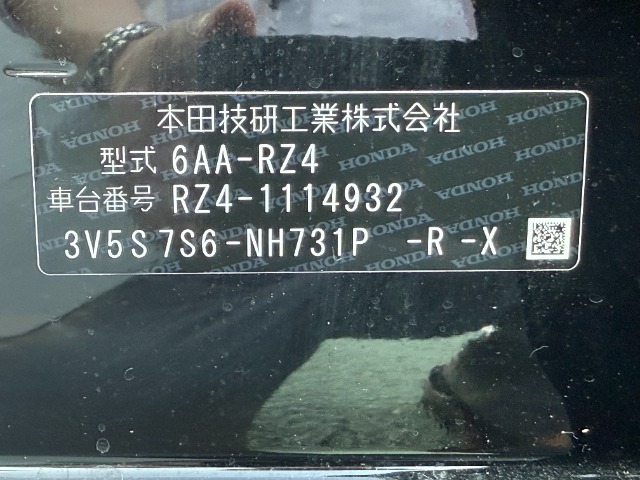 本田技研工業株式会社
型式 6AA-RZ4
車台番号 RZ4-1114932
3V5S7S6-NH731P -R-X